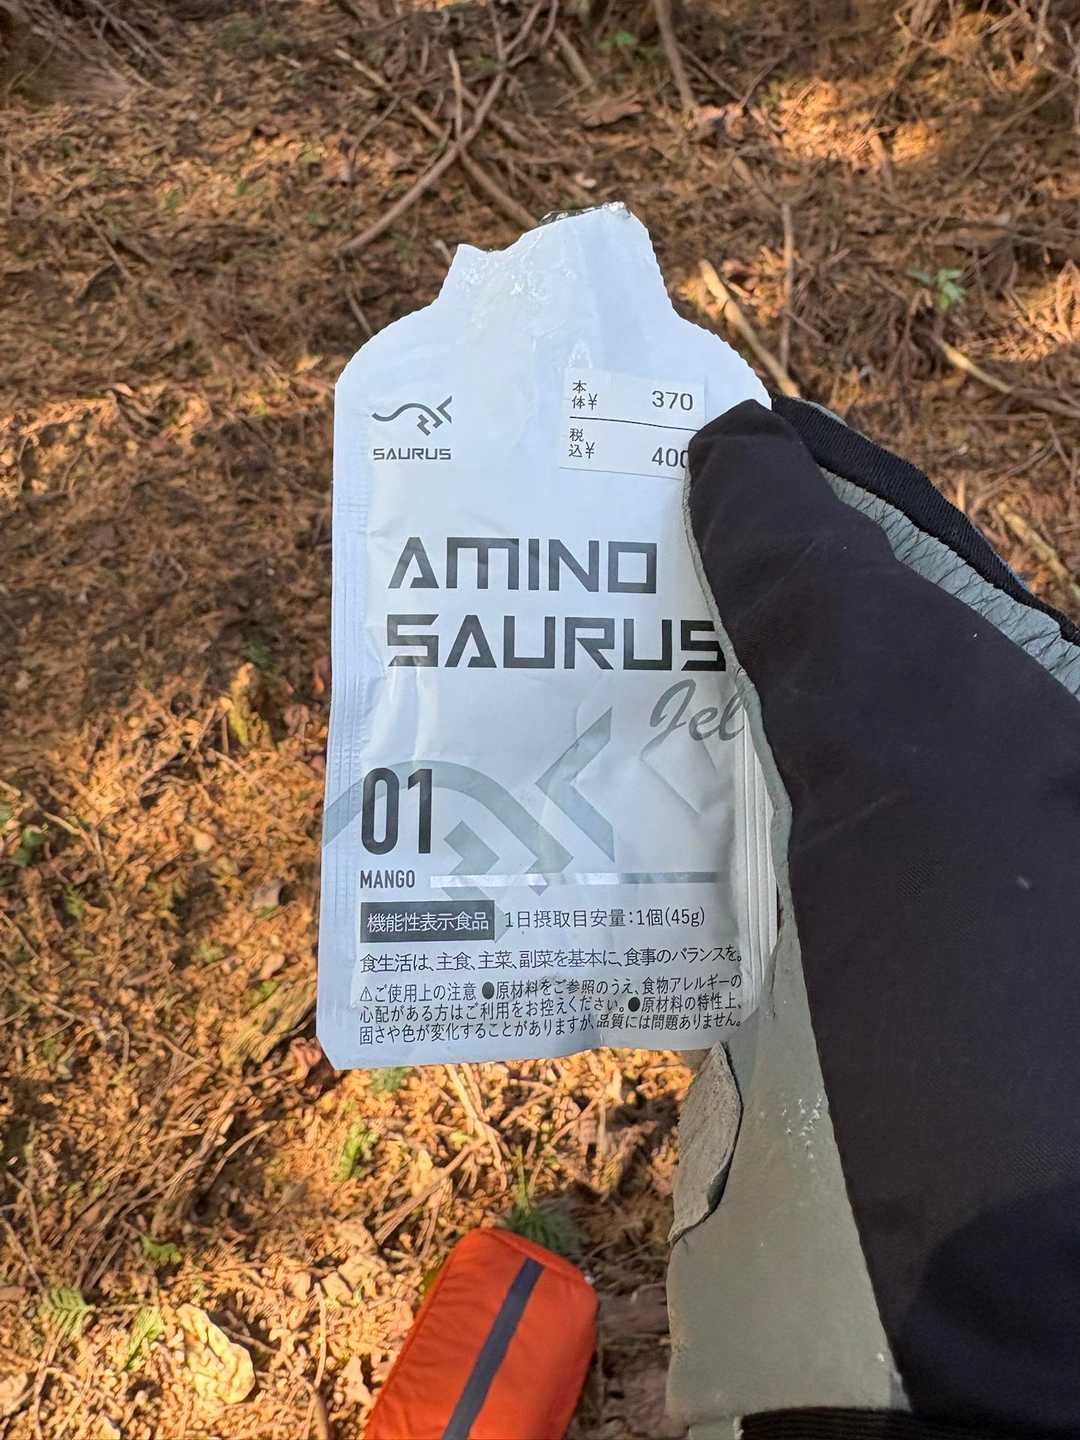 SAURUS
本体¥ 370
税込¥ 400
AMINO
SAURUS
Jel
01
MANGO
機能性表示食品 1日摂取目安量:1個(45g)
食生活は、主食、主菜、副菜を基本に、食事のバランスを。
⚠ご使用上の注意 ●原材料をご参照のうえ、食物アレルギーの
心配がある方はご利用をお控えください。●原材料の特性上、
固さや色が変化することがありますが、品質には問題ありません。